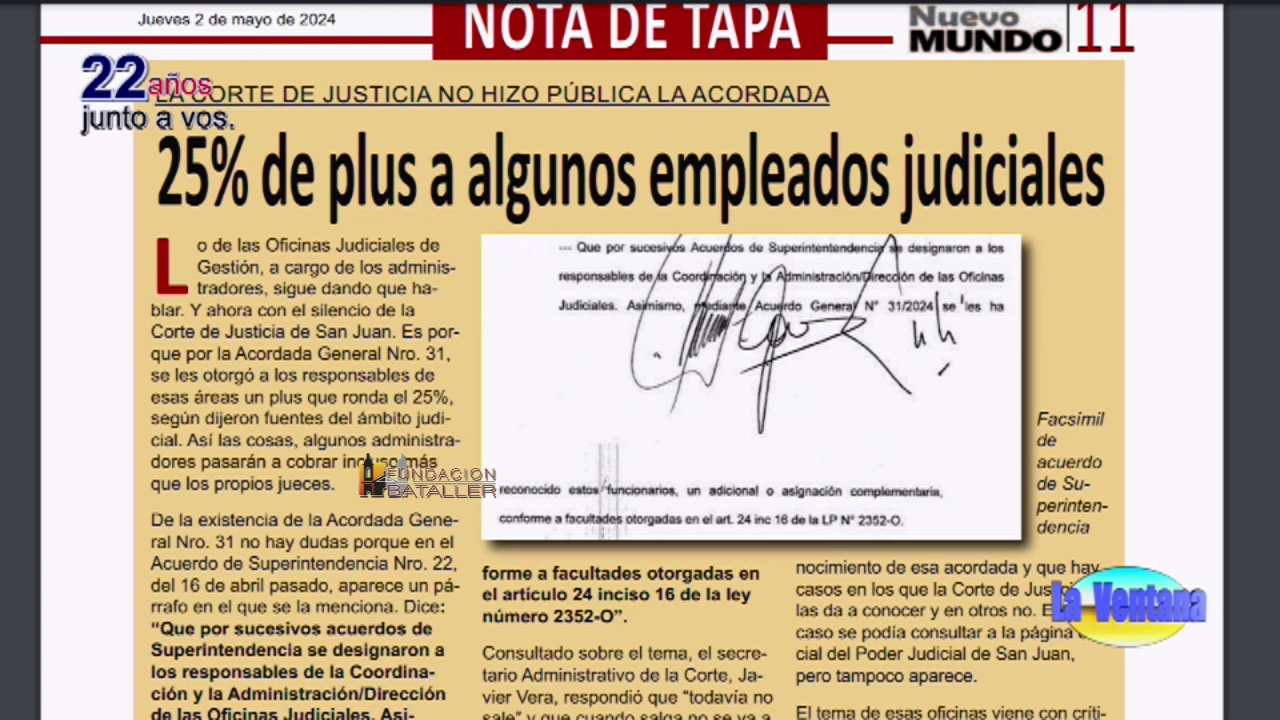 Jueves 2 de mayo de 2024
NOTA DE TAPA
Nuevo
MUNDO
11
22 años
junto a vos.
LA CORTE DE JUSTICIA NO HIZO PÚBLICA LA ACORDADA
25% de plus a algunos empleados judiciales
Lo de las Oficinas Judiciales de
Gestión, a cargo de los adminis-
tradores, sigue dando que ha-
blar. Y ahora con el silencio de la
Corte de Justicia de San Juan. Es por-
que por la Acordada General Nro. 31,
se les otorgó a los responsables de
esas áreas un plus que ronda el 25%,
según dijeron fuentes del ámbito judi-
cial. Así las cosas, algunos administra-
dores pasarán a cobrar incluso más
que los propios jueces.
De la existencia de la Acordada Gene-
ral Nro. 31 no hay dudas porque en el
Acuerdo de Superintendencia Nro. 22,
del 16 de abril pasado, aparece un pá-
rrafo en el que se la menciona. Dice:
“Que por sucesivos acuerdos de
Superintendencia se designaron a
los responsables de la Coordina-
ción y la Administración/Dirección
de las Oficinas Judiciales. Asi-
--- Que por sucesivos Acuerdos de Superintentendencia se designaron a los
responsables de la Coordinación y la Administración/Dirección de las Oficinas
Judiciales. Asimismo, mediante Acuerdo General N° 31/2024 se les ha
reconocido estos funcionarios, un adicional o asignación complementaria,
conforme a facultades otorgadas en el art. 24 inc 16 de la LP N° 2352-O.
Facsimil
de
acuerdo
de Su-
perinten-
dencia
FUNDACION
BATALLER
forme a facultades otorgadas en
el artículo 24 inciso 16 de la ley
número 2352-O”.
Consultado sobre el tema, el secre-
tario Administrativo de la Corte, Ja-
vier Vera, respondió que “todavía no
sale” y que cuando salga no se va a
nocimiento de esa acordada y que hay
casos en los que la Corte de
las da a conocer y en otros no.
caso se podía consultar a la página
cial del Poder Judicial de San Juan,
pero tampoco aparece.
El tema de esas oficinas viene con críti-
La Ventana